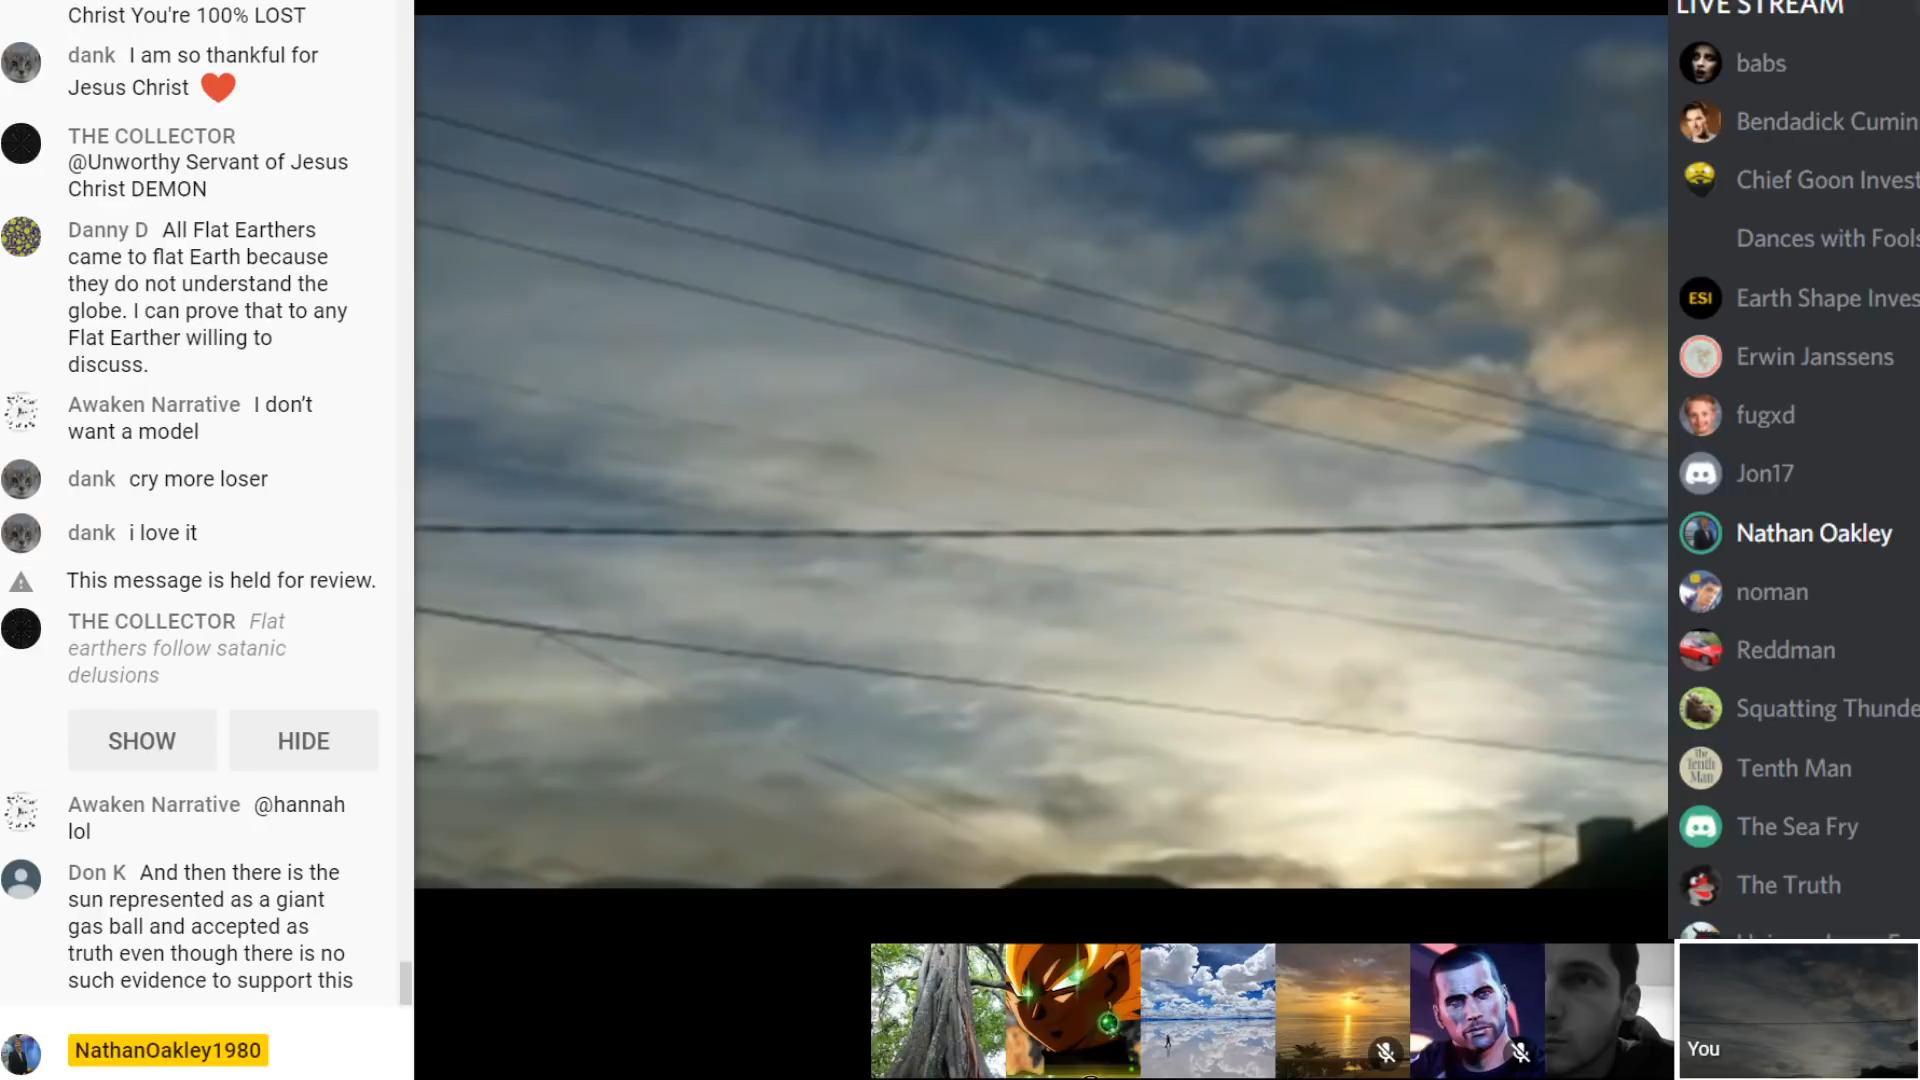 Christ You're 100% LOST
dank I am so thankful for
Jesus Christ
THE COLLECTOR
@Unworthy Servant of Jesus
Christ DEMON
Danny D All Flat Earthers
came to flat Earth because
they do not understand the
globe. I can prove that to any
Flat Earther willing to
discuss.
Awaken Narrative I don't
want a model
dank cry more loser
dank i love it
This message is held for review.
THE COLLECTOR Flat
earthers follow satanic
delusions
SHOW HIDE
Awaken Narrative @hannah
lol
Don K And then there is the
sun represented as a giant
gas ball and accepted as
truth even though there is no
such evidence to support this
NathanOakley1980
LIVE STREAM
babs
Bendadick Cumin
Chief Goon Invest
Dances with Fools
ESI Earth Shape Inves
Erwin Janssens
fugxd
Jon17
Nathan Oakley
noman
Reddman
Squatting Thunde
The
Tenth
Man
Tenth Man
The Sea Fry
The Truth
You